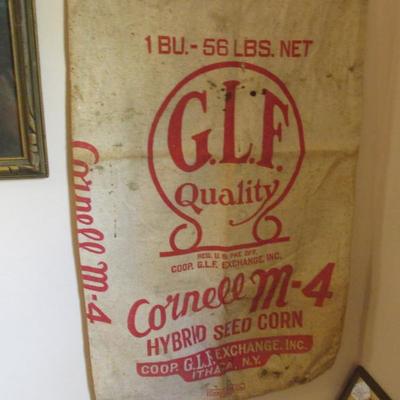 1 BU. - 56 LBS. NET
G.L.F.
Quality
REG. U.S. PAT. OFF.
COOP. G.L.F. EXCHANGE, INC.
Cornell M-4
HYBRID SEED CORN
COOP. G.L.F. EXCHANGE, INC.
ITHACA, N.Y.
Cornell M-4